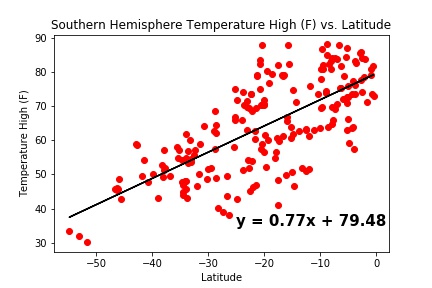 Southern Hemisphere Temperature High (F) vs. Latitude
Temperature High (F)
90
80
70
60
50
40
30
y = 0.77x + 79.48
−50 −40 −30 −20 −10 0
Latitude